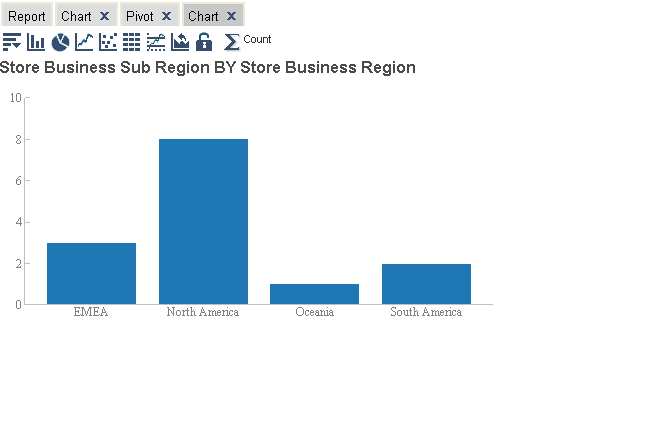 Report Chart X Pivot X Chart X
Count
Store Business Sub Region BY Store Business Region
10
8
6
4
2
0
EMEA North America Oceania South America